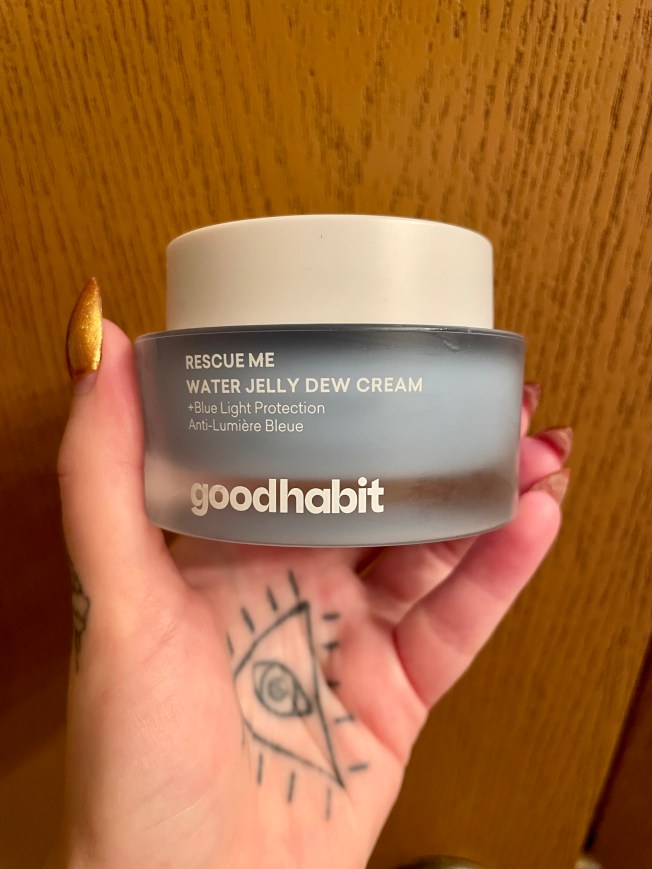 RESCUE ME
WATER JELLY DEW CREAM
+Blue Light Protection
Anti-Lumière Bleue
goodhabit